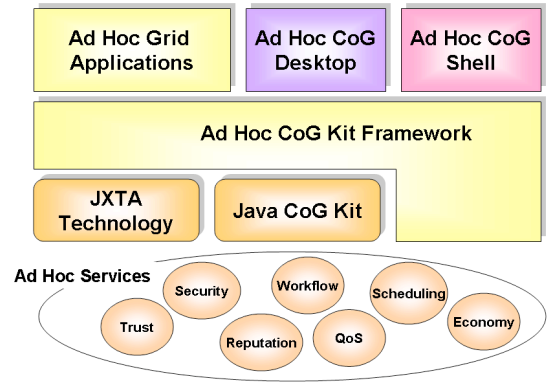 Ad Hoc Grid
Applications
Ad Hoc CoG
Desktop
Ad Hoc CoG
Shell
Ad Hoc CoG Kit Framework
JXTA
Technology
Java CoG Kit
Ad Hoc Services
Security
Workflow
Scheduling
Trust
Reputation
QoS
Economy